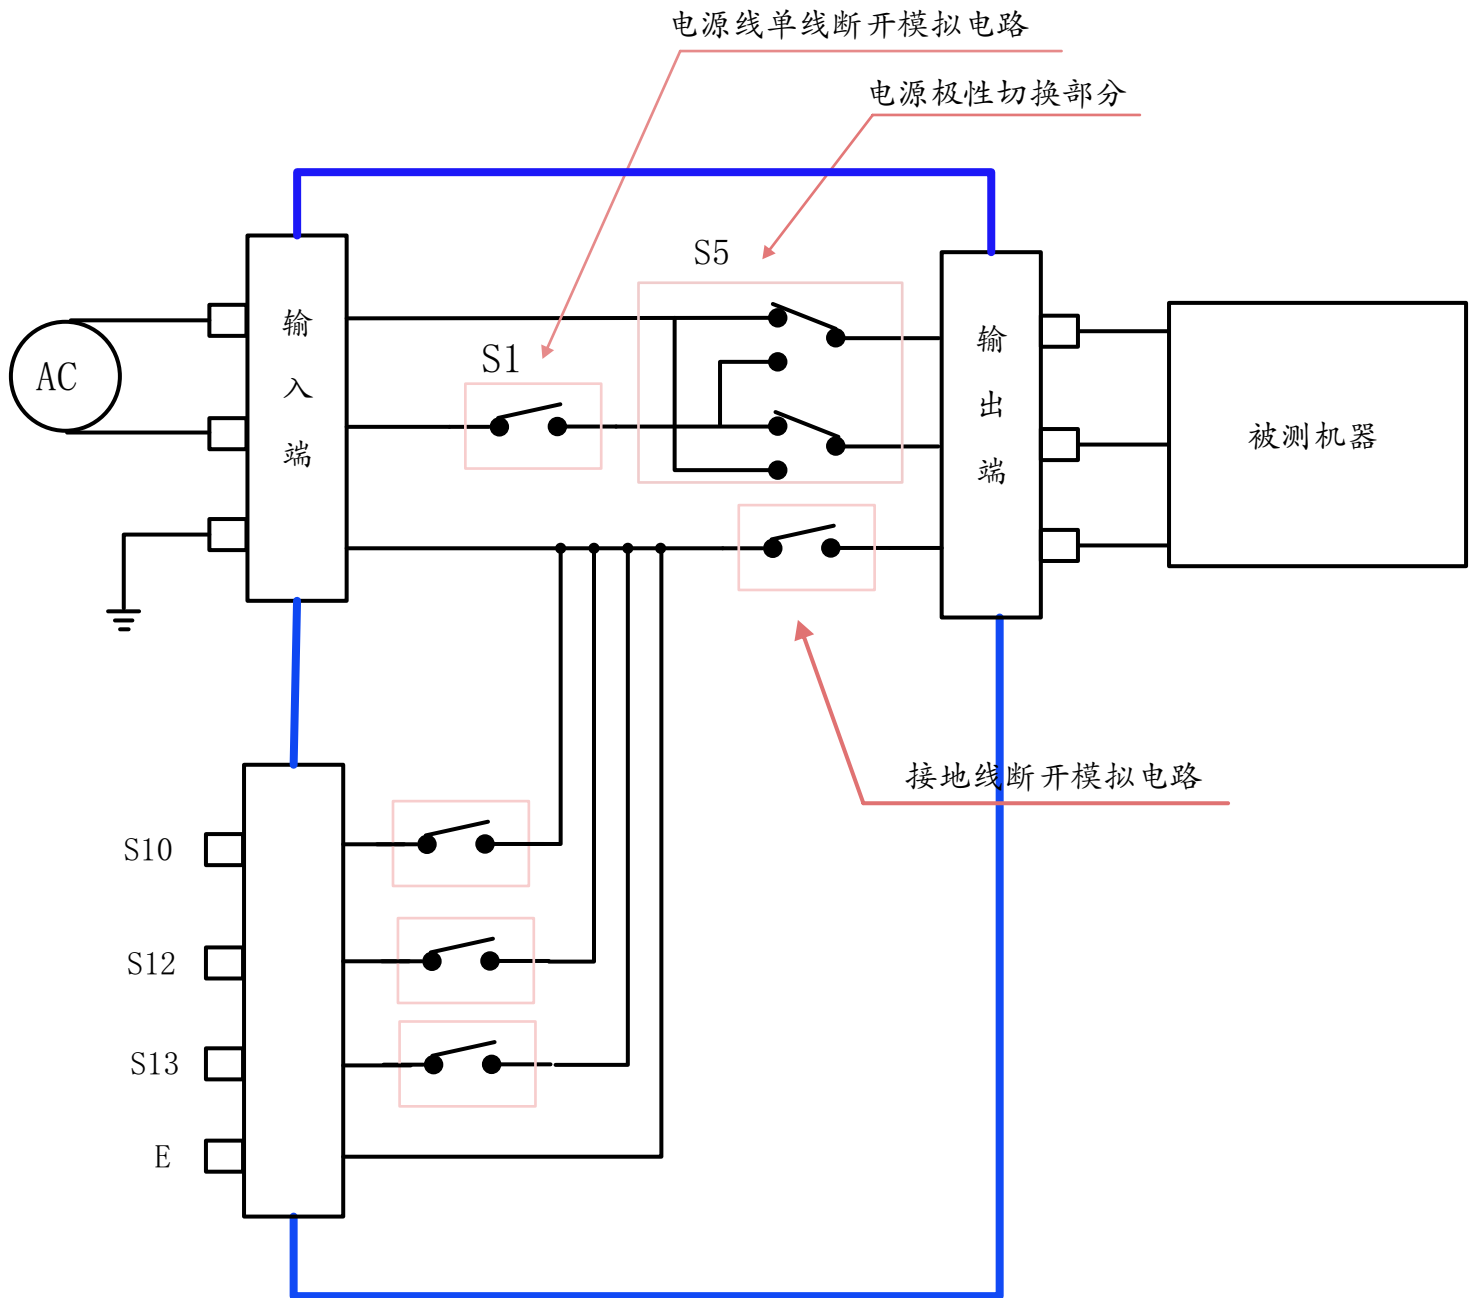 电源线单线断开模拟电路
电源极性切换部分
S5
S1
AC
输入端
输出端
被测机器
接地线断开模拟电路
S10
S12
S13
E